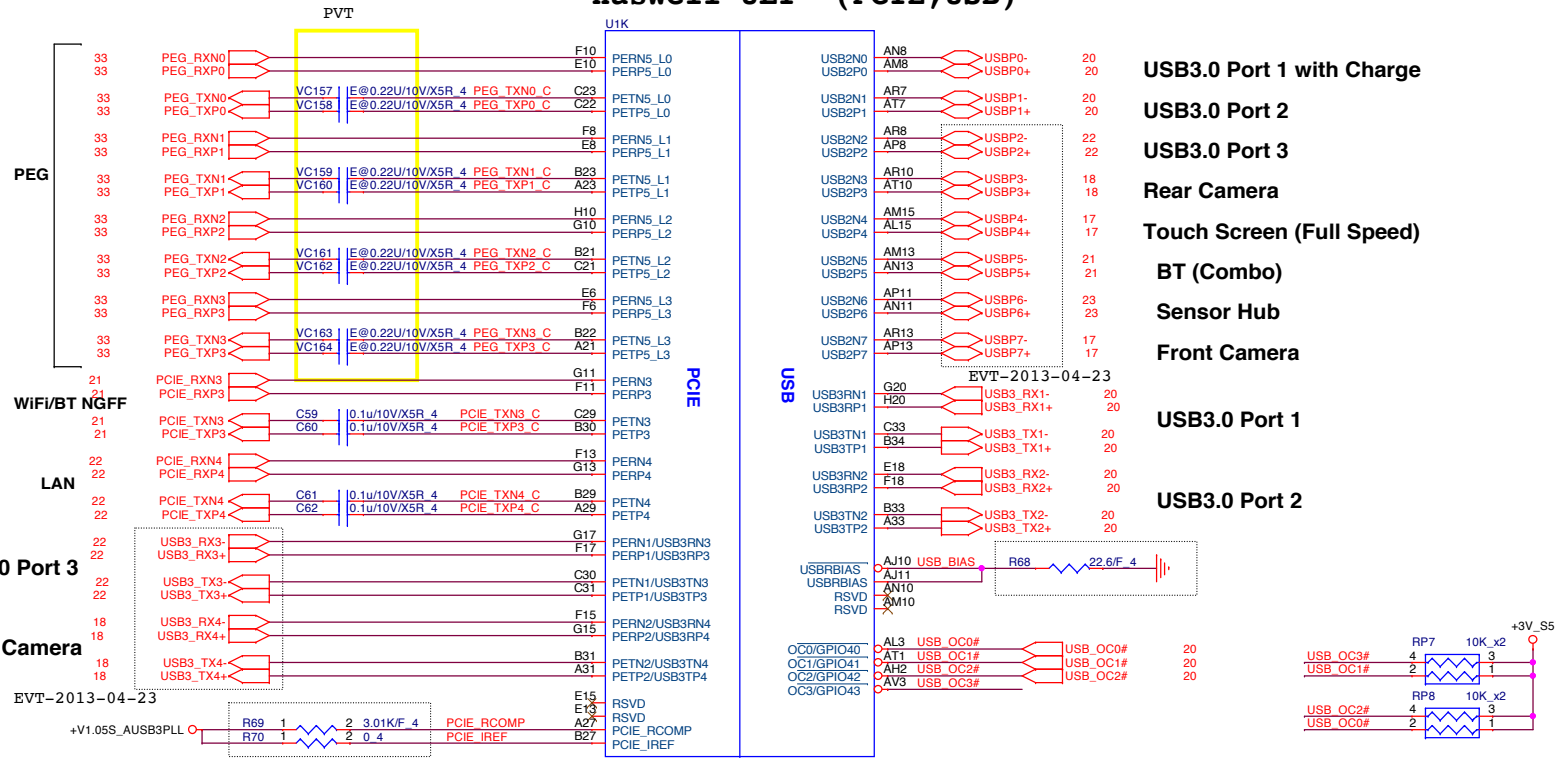 PVT
U1K
PEG
33 PEG_RXN0 F10 PERN5_L0
33 PEG_RXP0 E10 PERP5_L0
33 PEG_TXN0 VC157 E@0.22U/10V/X5R_4 PEG_TXN0_C C23 PETN5_L0
33 PEG_TXP0 VC158 E@0.22U/10V/X5R_4 PEG_TXP0_C C22 PETP5_L0
33 PEG_RXN1 F8 PERN5_L1
33 PEG_RXP1 E8 PERP5_L1
33 PEG_TXN1 VC159 E@0.22U/10V/X5R_4 PEG_TXN1_C B23 PETN5_L1
33 PEG_TXP1 VC160 E@0.22U/10V/X5R_4 PEG_TXP1_C A23 PETP5_L1
33 PEG_RXN2 H10 PERN5_L2
33 PEG_RXP2 G10 PERP5_L2
33 PEG_TXN2 VC161 E@0.22U/10V/X5R_4 PEG_TXN2_C B21 PETN5_L2
33 PEG_TXP2 VC162 E@0.22U/10V/X5R_4 PEG_TXP2_C C21 PETP5_L2
33 PEG_RXN3 E6 PERN5_L3
33 PEG_RXP3 F6 PERP5_L3
33 PEG_TXN3 VC163 E@0.22U/10V/X5R_4 PEG_TXN3_C B22 PETN5_L3
33 PEG_TXP3 VC164 E@0.22U/10V/X5R_4 PEG_TXP3_C A21 PETP5_L3
WiFi/BT NGFF
21 PCIE_RXN3 G11 PERN3
21 PCIE_RXP3 F11 PERP3
21 PCIE_TXN3 C59 0.1u/10V/X5R_4 PCIE_TXN3_C C29 PETN3
21 PCIE_TXP3 C60 0.1u/10V/X5R_4 PCIE_TXP3_C B30 PETP3
LAN
22 PCIE_RXN4 F13 PERN4
22 PCIE_RXP4 G13 PERP4
22 PCIE_TXN4 C61 0.1u/10V/X5R_4 PCIE_TXN4_C B29 PETN4
22 PCIE_TXP4 C62 0.1u/10V/X5R_4 PCIE_TXP4_C A29 PETP4
0 Port 3
22 USB3_RX3- G17 PERN1/USB3RN3
22 USB3_RX3+ F17 PERP1/USB3RP3
22 USB3_TX3- C30 PETN1/USB3TN3
22 USB3_TX3+ C31 PETP1/USB3TP3
Camera
18 USB3_RX4- F15 PERN2/USB3RN4
18 USB3_RX4+ G15 PERP2/USB3RP4
18 USB3_TX4- B31 PETN2/USB3TN4
18 USB3_TX4+ A31 PETP2/USB3TP4
EVT-2013-04-23
E15 RSVD
E13 RSVD
+V1.05S_AUSB3PLL
R69 1 2 3.01K/F_4 PCIE_RCOMP A27 PCIE_RCOMP
R70 1 2 0_4 PCIE_IREF B27 PCIE_IREF
PCIE
USB
USB2N0 AN8 USBP0- 20
USB2P0 AM8 USBP0+ 20
USB3.0 Port 1 with Charge
USB2N1 AR7 USBP1- 20
USB2P1 AT7 USBP1+ 20
USB3.0 Port 2
USB2N2 AR8 USBP2- 22
USB2P2 AP8 USBP2+ 22
USB3.0 Port 3
USB2N3 AR10 USBP3- 18
USB2P3 AT10 USBP3+ 18
Rear Camera
USB2N4 AM15 USBP4- 17
USB2P4 AL15 USBP4+ 17
Touch Screen (Full Speed)
USB2N5 AM13 USBP5- 21
USB2P5 AN13 USBP5+ 21
BT (Combo)
USB2N6 AP11 USBP6- 23
USB2P6 AN11 USBP6+ 23
Sensor Hub
USB2N7 AR13 USBP7- 17
USB2P7 AP13 USBP7+ 17
Front Camera
EVT-2013-04-23
USB3RN1 G20 USB3_RX1- 20
USB3RP1 H20 USB3_RX1+ 20
USB3.0 Port 1
USB3TN1 C33 USB3_TX1- 20
USB3TP1 B34 USB3_TX1+ 20
USB3RN2 E18 USB3_RX2- 20
USB3RP2 F18 USB3_RX2+ 20
USB3.0 Port 2
USB3TN2 B33 USB3_TX2- 20
USB3TP2 A33 USB3_TX2+ 20
USBRBIAS AJ10 USB_BIAS R68 22.6/F_4
USBRBIAS AJ11
RSVD AN10
RSVD AM10
OC0/GPIO40 AL3 USB_OC0# USB_OC0# 20
OC1/GPIO41 AT1 USB_OC1# USB_OC1# 20
OC2/GPIO42 AH2 USB_OC2# USB_OC2# 20
OC3/GPIO43 AV3 USB_OC3#
+3V_S5
RP7 10K_x2
USB_OC3# 4 3
USB_OC1# 2 1
RP8 10K_x2
USB_OC2# 4 3
USB_OC0# 2 1